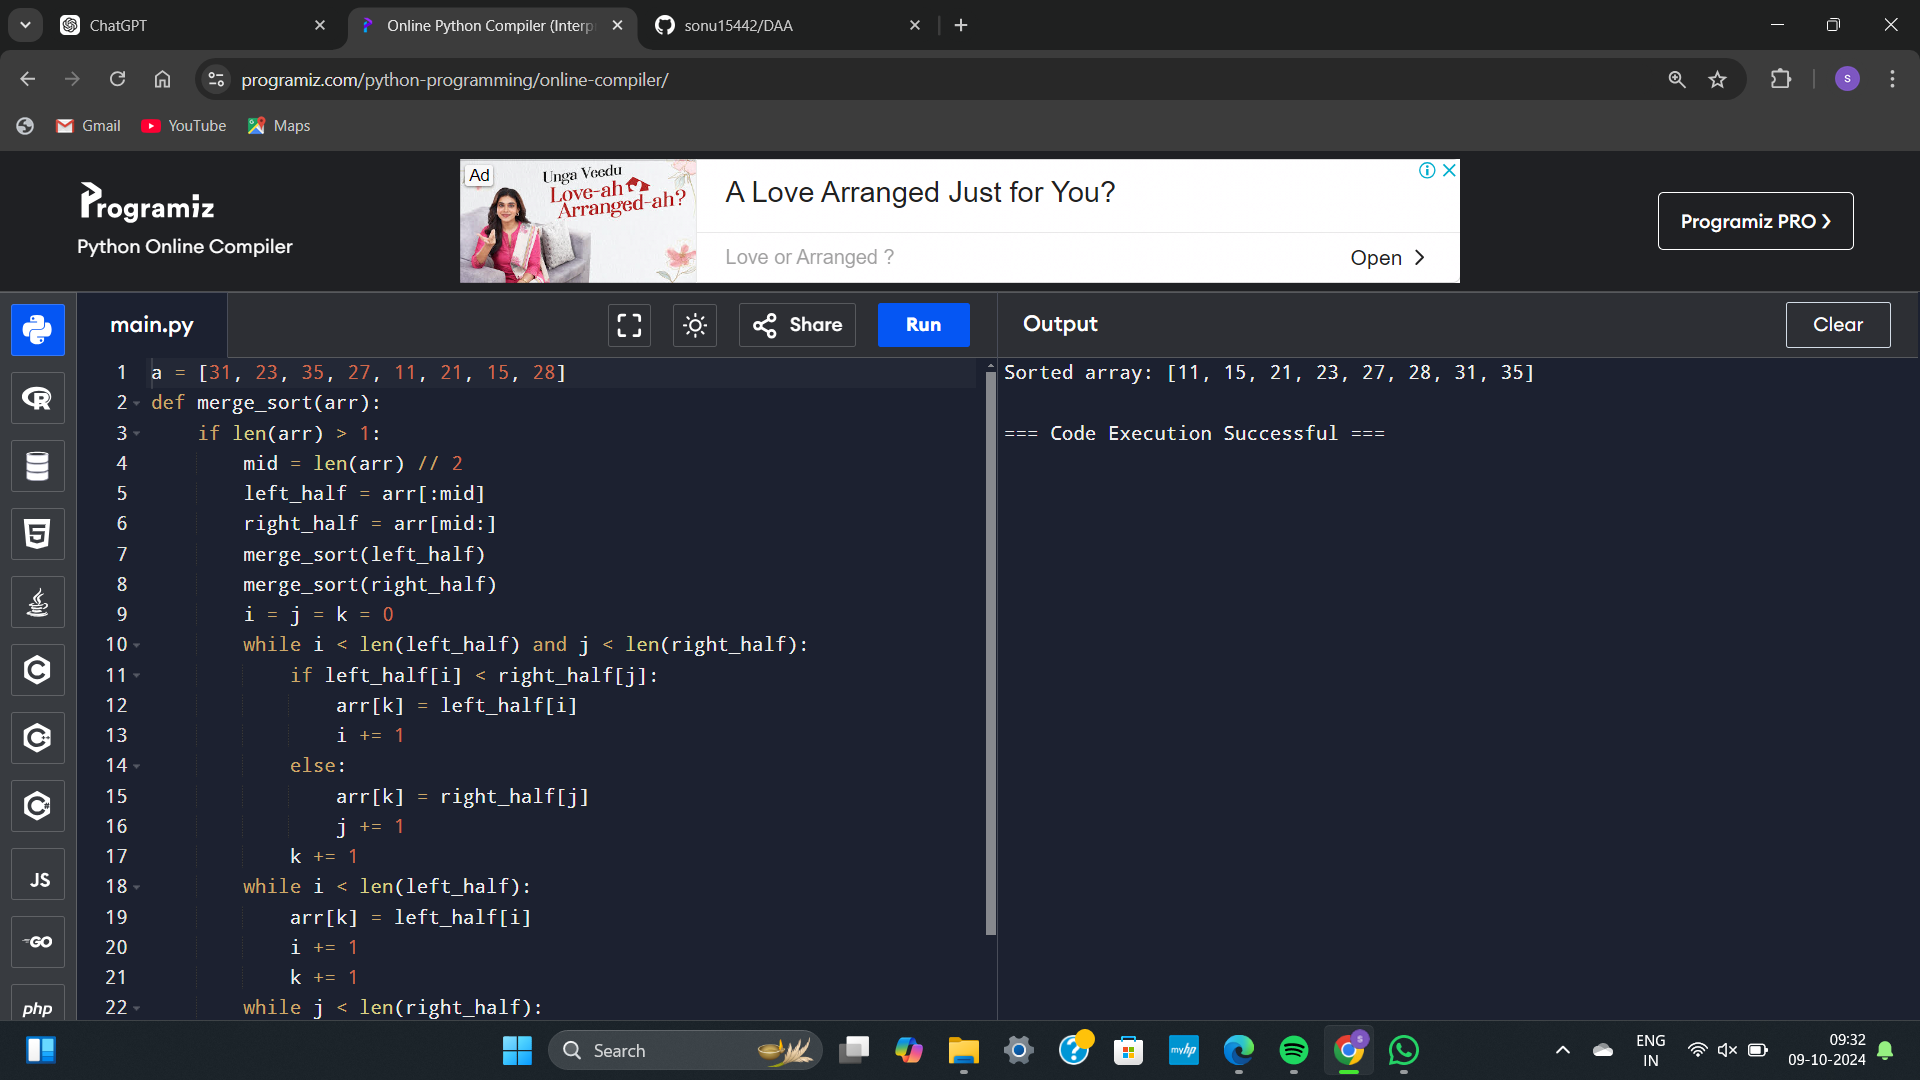 ChatGPT
Online Python Compiler (Interp
sonu15442/DAA
programiz.com/python-programming/online-compiler/
S
Gmail
YouTube
Maps
Programiz
Python Online Compiler
Ad
Unga Veedu
Love-ah
Arranged-ah?
A Love Arranged Just for You?
Love or Arranged ?
Open
Programiz PRO
main.py
Share
Run
Output
Clear
1 a = [31, 23, 35, 27, 11, 21, 15, 28]
2 def merge_sort(arr):
3 if len(arr) > 1:
4 mid = len(arr) // 2
5 left_half = arr[:mid]
6 right_half = arr[mid:]
7 merge_sort(left_half)
8 merge_sort(right_half)
9 i = j = k = 0
10 while i < len(left_half) and j < len(right_half):
11 if left_half[i] < right_half[j]:
12 arr[k] = left_half[i]
13 i += 1
14 else:
15 arr[k] = right_half[j]
16 j += 1
17 k += 1
18 while i < len(left_half):
19 arr[k] = left_half[i]
20 i += 1
21 k += 1
22 while j < len(right_half):
Sorted array: [11, 15, 21, 23, 27, 28, 31, 35]
=== Code Execution Successful ===
R
5
C
C++
C#
JS
GO
php
Search
myhp
S
ENG
IN
09:32
09-10-2024